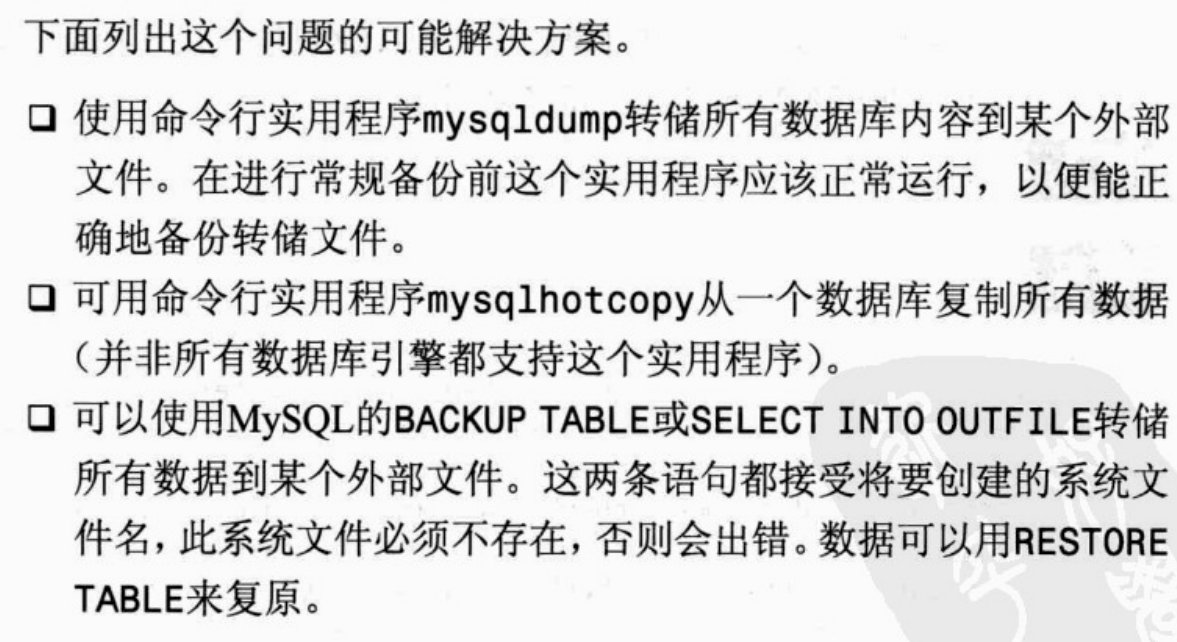 下面列出这个问题的可能解决方案。
❑ 使用命令行实用程序mysqldump转储所有数据库内容到某个外部
文件。在进行常规备份前这个实用程序应该正常运行，以便能正
确地备份转储文件。
❑ 可用命令行实用程序mysqlhotcopy从一个数据库复制所有数据
（并非所有数据库引擎都支持这个实用程序）。
❑ 可以使用MySQL的BACKUP TABLE或SELECT INTO OUTFILE转储
所有数据到某个外部文件。这两条语句都接受将要创建的系统文
件名，此系统文件必须不存在，否则会出错。数据可以用RESTORE
TABLE来复原。